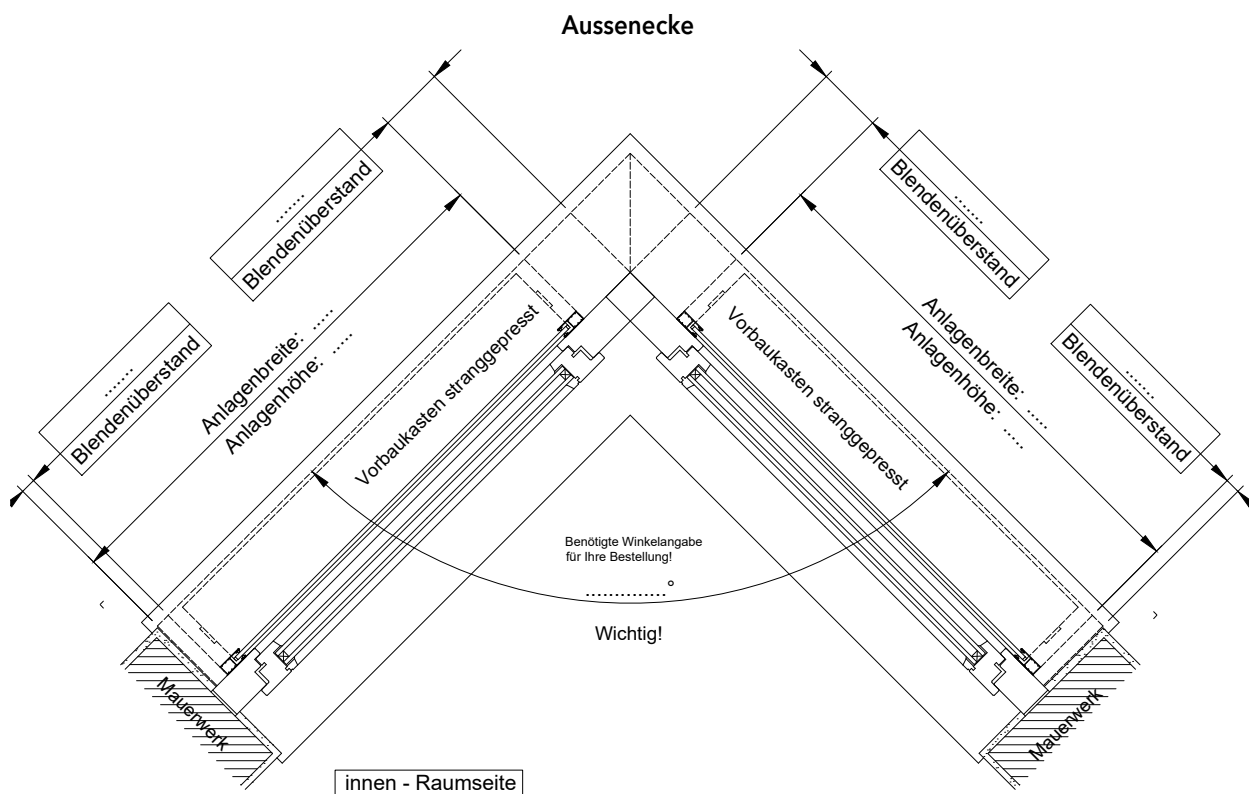 Aussenecke
.......
Blendenüberstand
.......
Blendenüberstand
Anlagenbreite: .....
Anlagenhöhe: .....
Vorbaukasten stranggepresst
.......
Blendenüberstand
.......
Blendenüberstand
Anlagenbreite: .....
Anlagenhöhe: .....
Vorbaukasten stranggepresst
Benötigte Winkelangabe
für Ihre Bestellung!
..............°
Wichtig!
Mauerwerk
Mauerwerk
innen - Raumseite